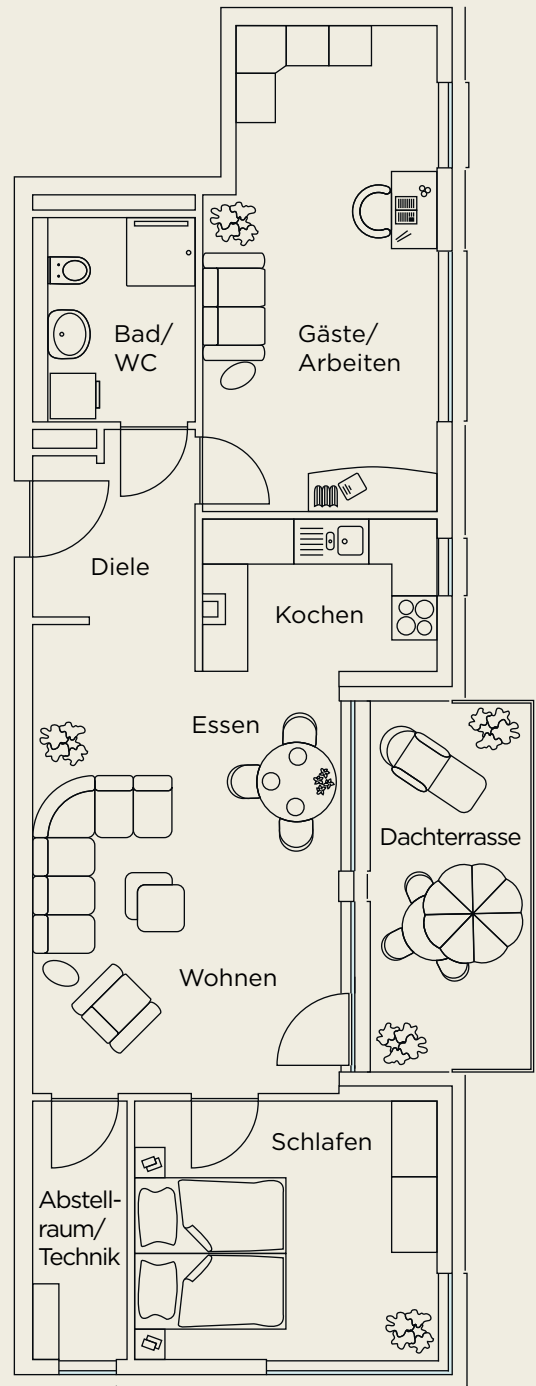 Bad/
WC
Gäste/
Arbeiten
Diele
Kochen
Essen
Dachterrasse
Wohnen
Schlafen
Abstell-
raum/
Technik